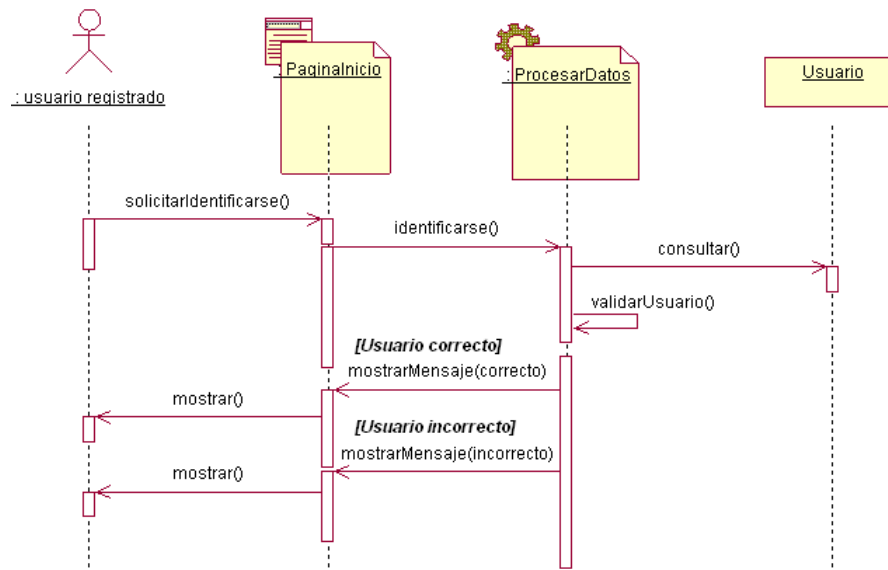 : PaginaInicio
: ProcesarDatos
Usuario
: usuario registrado
solicitarIdentificarse()
identificarse()
consultar()
validarUsuario()
[Usuario correcto]
mostrarMensaje(correcto)
mostrar()
[Usuario incorrecto]
mostrarMensaje(incorrecto)
mostrar()